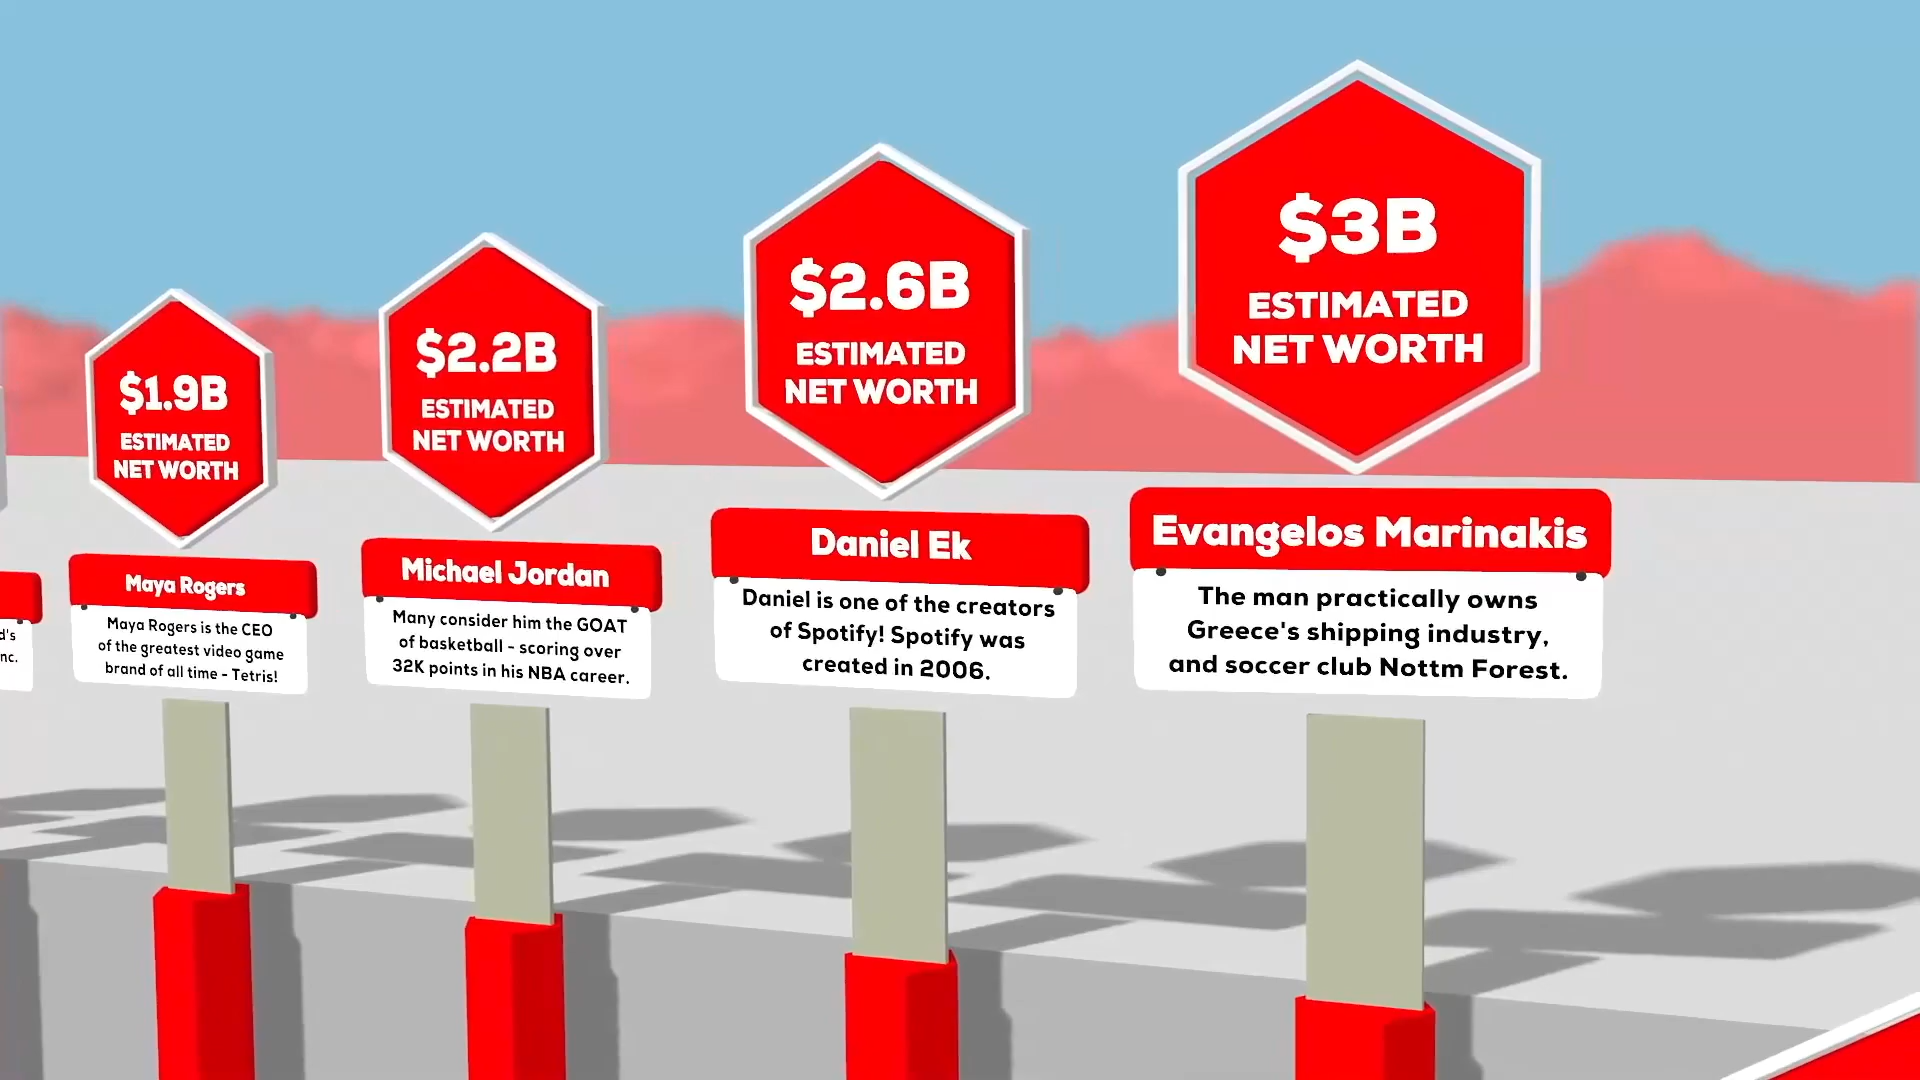 $1.9B
ESTIMATED
NET WORTH
Maya Rogers
Maya Rogers is the CEO
of the greatest video game
brand of all time - Tetris!
$2.2B
ESTIMATED
NET WORTH
Michael Jordan
Many consider him the GOAT
of basketball - scoring over
32K points in his NBA career.
$2.6B
ESTIMATED
NET WORTH
Daniel Ek
Daniel is one of the creators
of Spotify! Spotify was
created in 2006.
$3B
ESTIMATED
NET WORTH
Evangelos Marinakis
The man practically owns
Greece's shipping industry,
and soccer club Nottm Forest.